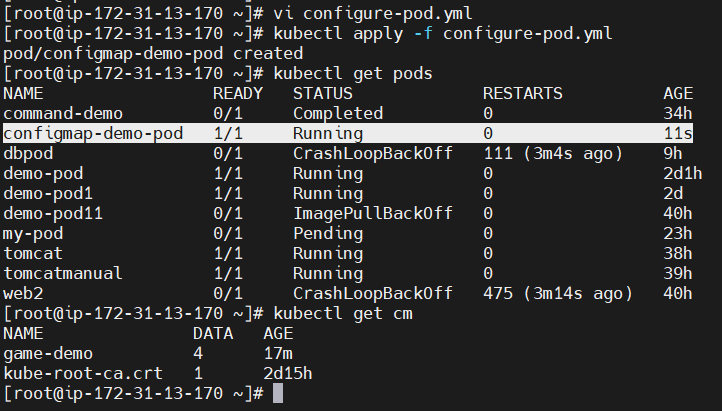 [root@ip-172-31-13-170 ~]# vi configure-pod.yml
[root@ip-172-31-13-170 ~]# kubectl apply -f configure-pod.yml
pod/configmap-demo-pod created
[root@ip-172-31-13-170 ~]# kubectl get pods
NAME                 READY   STATUS             RESTARTS          AGE
command-demo         0/1     Completed          0                 34h
configmap-demo-pod   1/1     Running            0                 11s
dbpod                0/1     CrashLoopBackOff   111 (3m4s ago)    9h
demo-pod             1/1     Running            0                 2d1h
demo-pod1            1/1     Running            0                 2d
demo-pod11           0/1     ImagePullBackOff   0                 40h
my-pod               0/1     Pending            0                 23h
tomcat               1/1     Running            0                 38h
tomcatmanual         1/1     Running            0                 39h
web2                 0/1     CrashLoopBackOff   475 (3m14s ago)   40h
[root@ip-172-31-13-170 ~]# kubectl get cm
NAME               DATA   AGE
game-demo          4      17m
kube-root-ca.crt   1      2d15h
[root@ip-172-31-13-170 ~]#